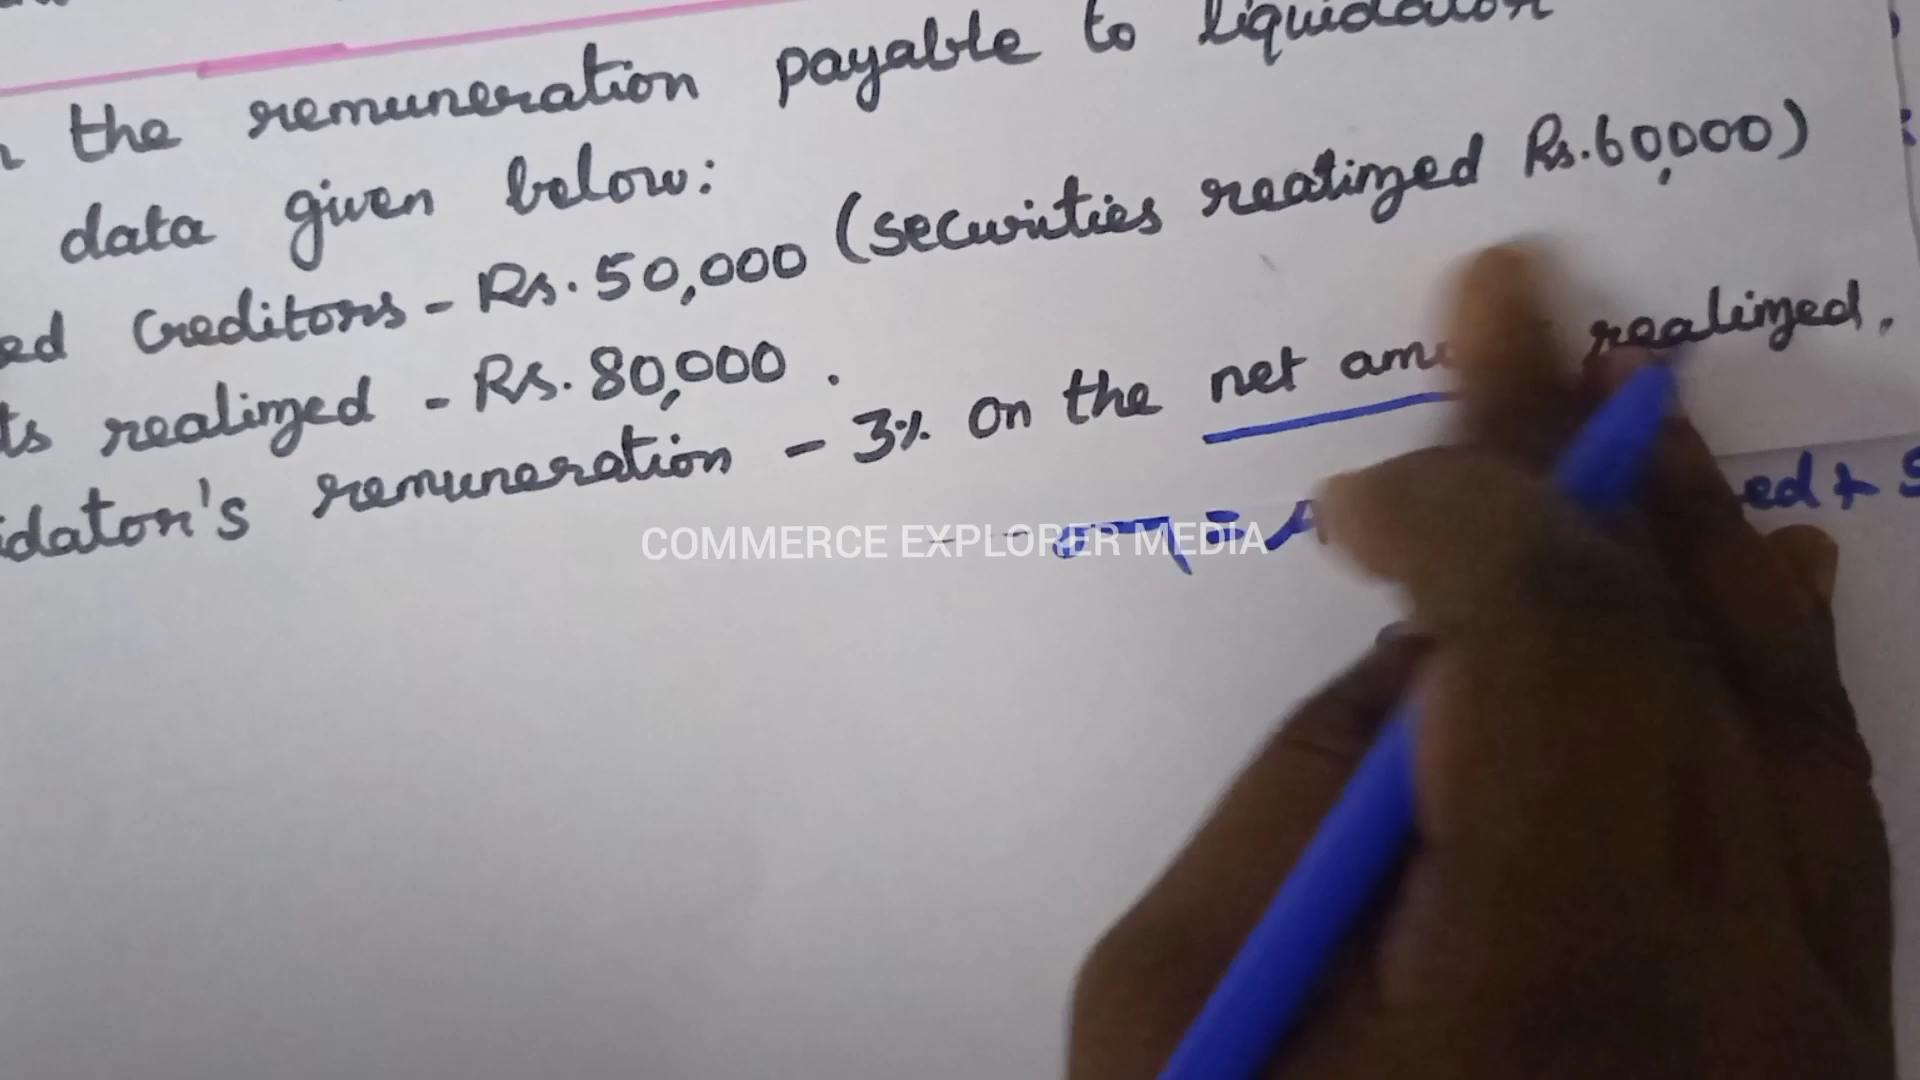 the remuneration payable to liquidator
data given below:
ed Creditors - Rs. 50,000 (Securities realized Rs. 60,000)
ts realized - Rs. 80,000.
idator's remuneration - 3% on the net realized.
ed + S
COMMERCE EXPLORER MEDIA